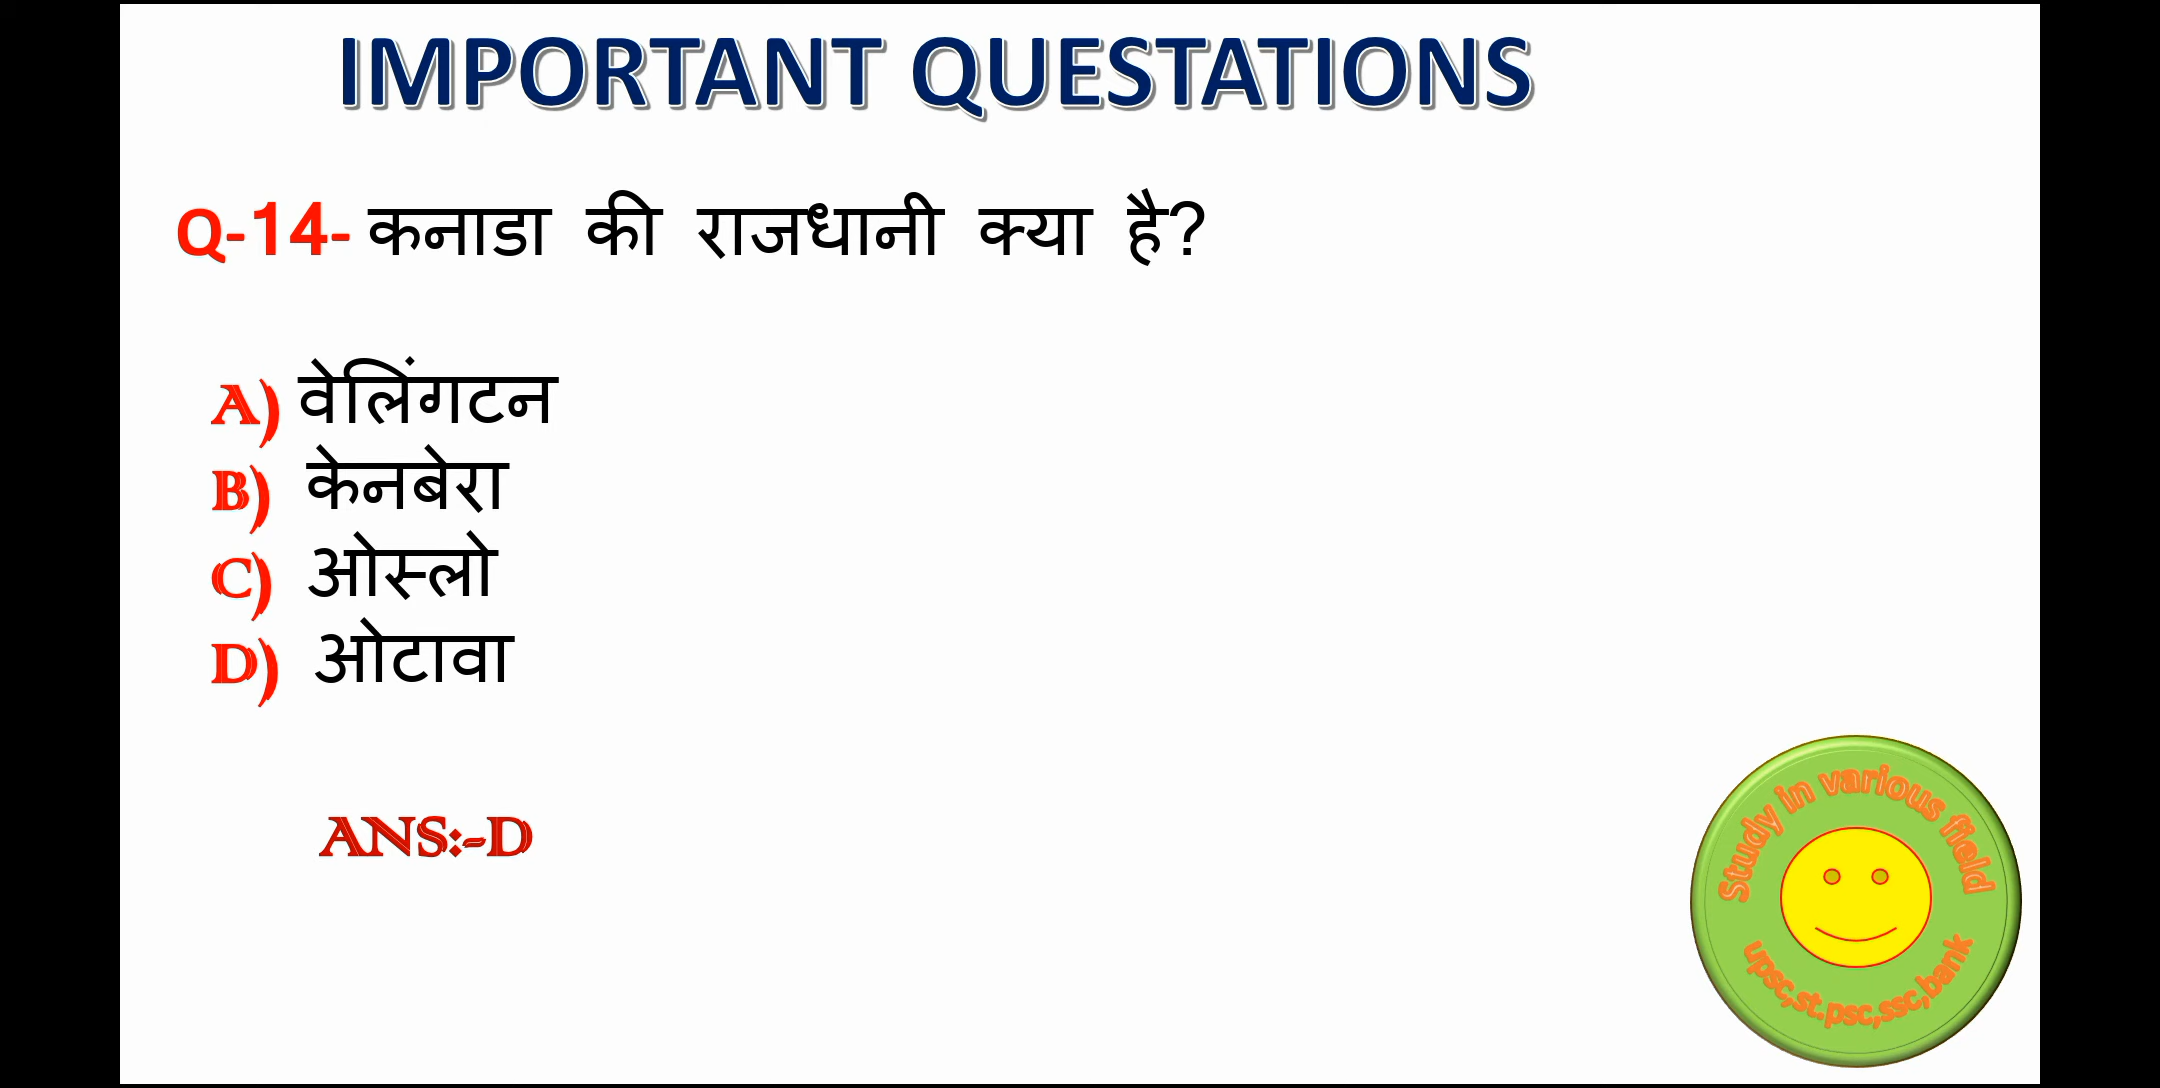 IMPORTANT QUESTATIONS
Q-14- कनाडा की राजधानी क्या है?
A) वेलिंगटन
B) केनबेरा
C) ओस्लो
D) ओटावा
ANS:-D
Study in various field
upsc,st.psc,ssc,bank